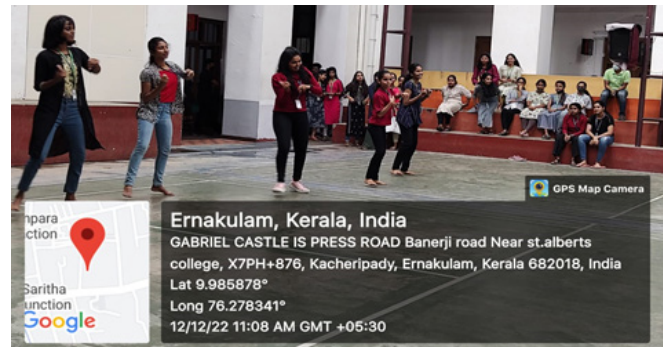 GPS Map Camera
npara
ction
Saritha
unction
Google
Ernakulam, Kerala, India
GABRIEL CASTLE IS PRESS ROAD Banerji road Near st.alberts
college, X7PH+876, Kacheripady, Ernakulam, Kerala 682018, India
Lat 9.985878°
Long 76.278341°
12/12/22 11:08 AM GMT +05:30